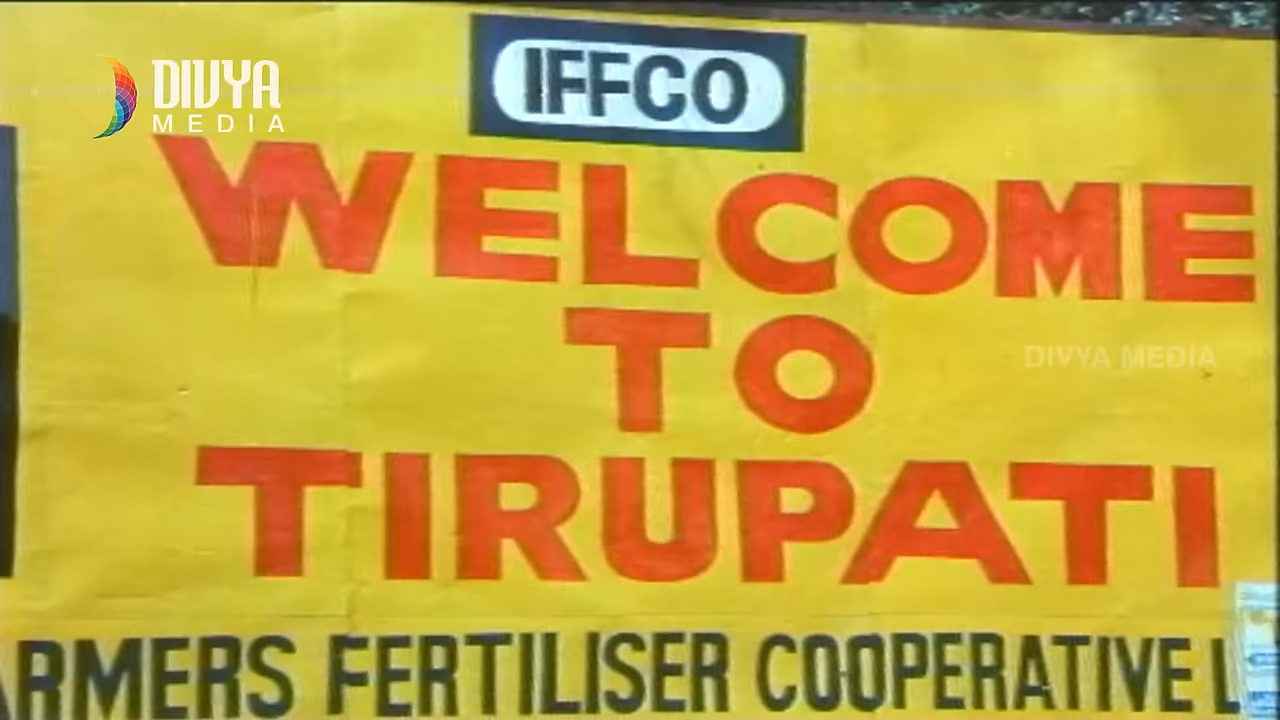 IFFCO
DIVYA
MEDIA
WELCOME
TO
DIVYA MEDIA
TIRUPATI
ARMERS FERTILISER COOPERATIVE L